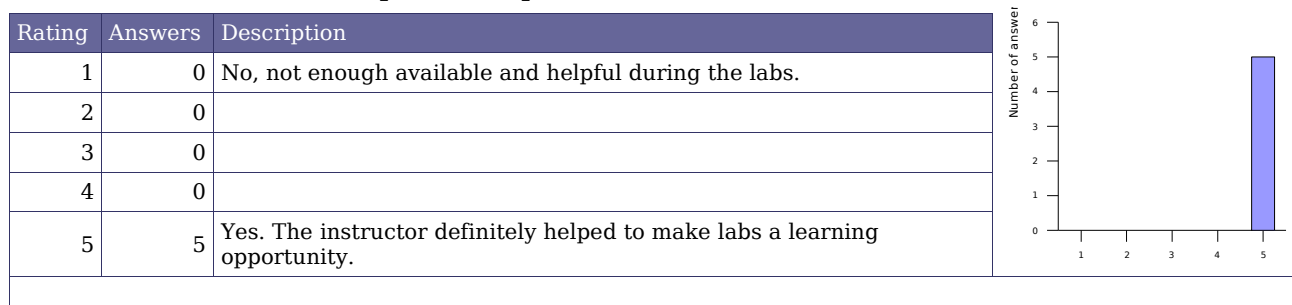 Rating Answers Description
1 0 No, not enough available and helpful during the labs.
2 0
3 0
4 0
5 5 Yes. The instructor definitely helped to make labs a learning
opportunity.
Number of answer
6
5
4
3
2
1
0
1 2 3 4 5